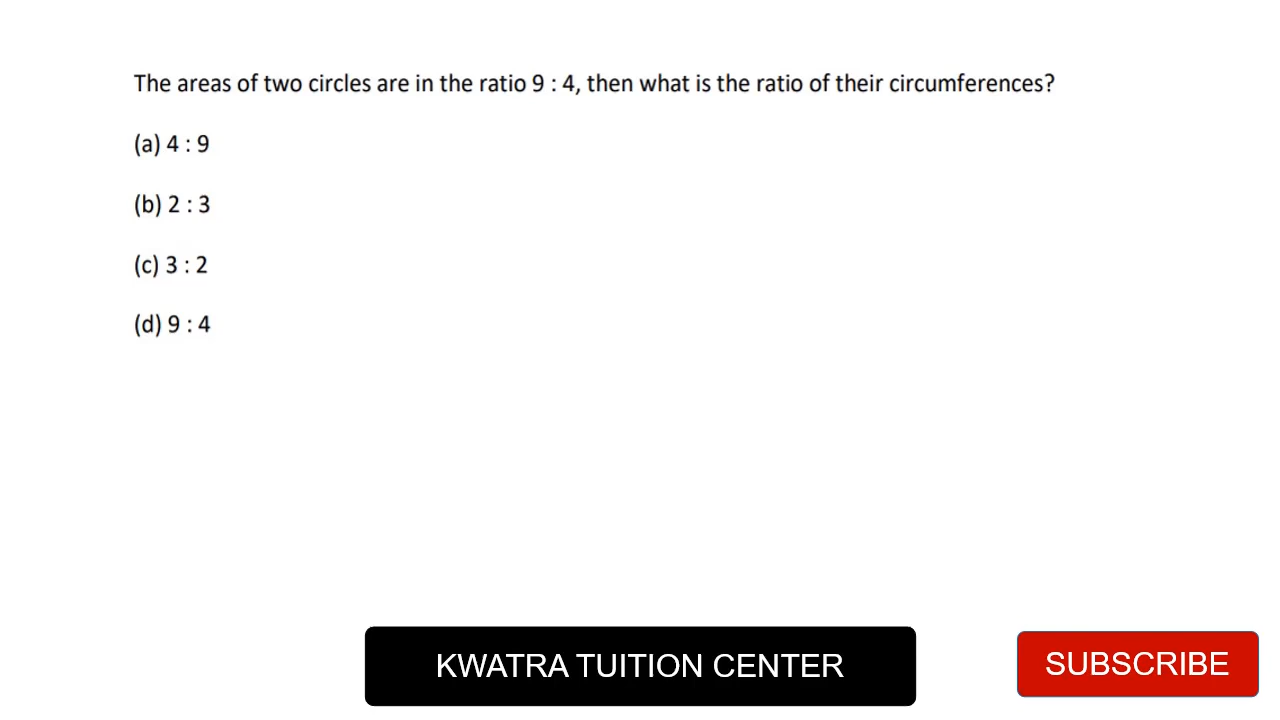 The areas of two circles are in the ratio 9 : 4, then what is the ratio of their circumferences?
(a) 4 : 9
(b) 2 : 3
(c) 3 : 2
(d) 9 : 4
KWATRA TUITION CENTER
SUBSCRIBE